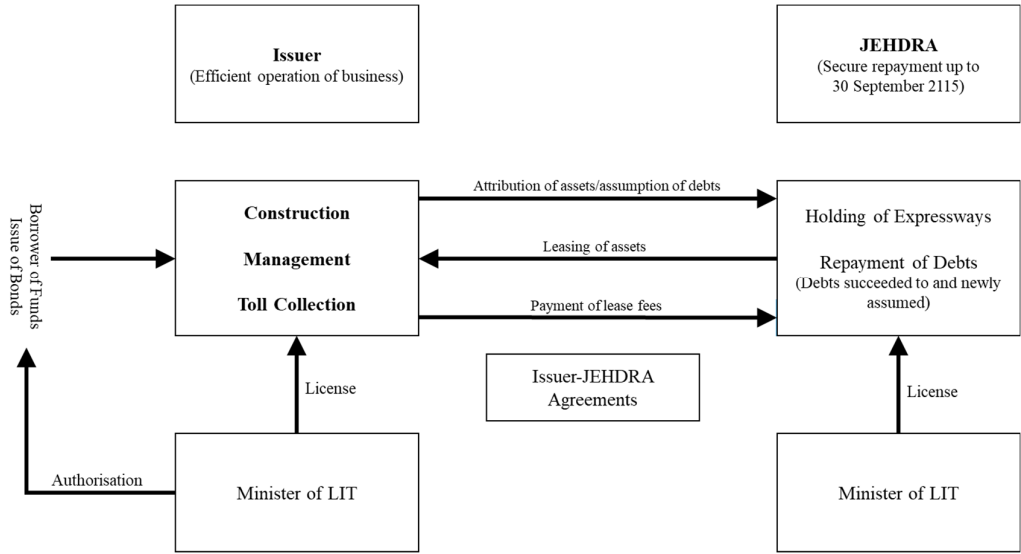 Issuer
(Efficient operation of business)
JEHDRA
(Secure repayment up to
30 September 2115)
Borrower of Funds
Issue of Bonds
Construction
Management
Toll Collection
Attribution of assets/assumption of debts
Leasing of assets
Payment of lease fees
Holding of Expressways
Repayment of Debts
(Debts succeeded to and newly
assumed)
License
Issuer-JEHDRA
Agreements
License
Authorisation
Minister of LIT
Minister of LIT